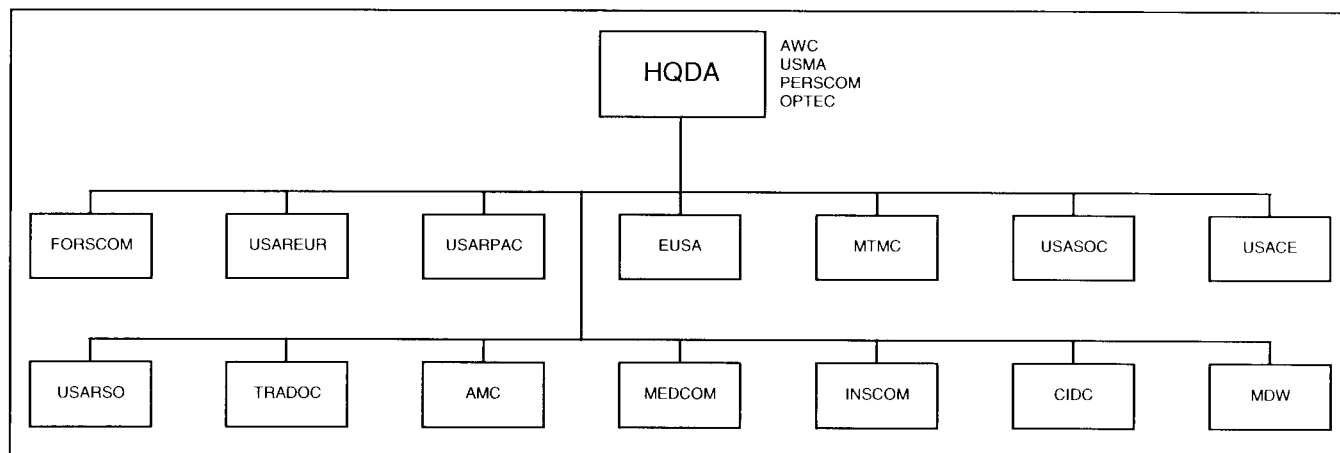 HQDA
AWC
USMA
PERSCOM
OPTEC
FORSCOM
USAREUR
USARPAC
EUSA
MTMC
USASOC
USACE
USARSO
TRADOC
AMC
MEDCOM
INSCOM
CIDC
MDW